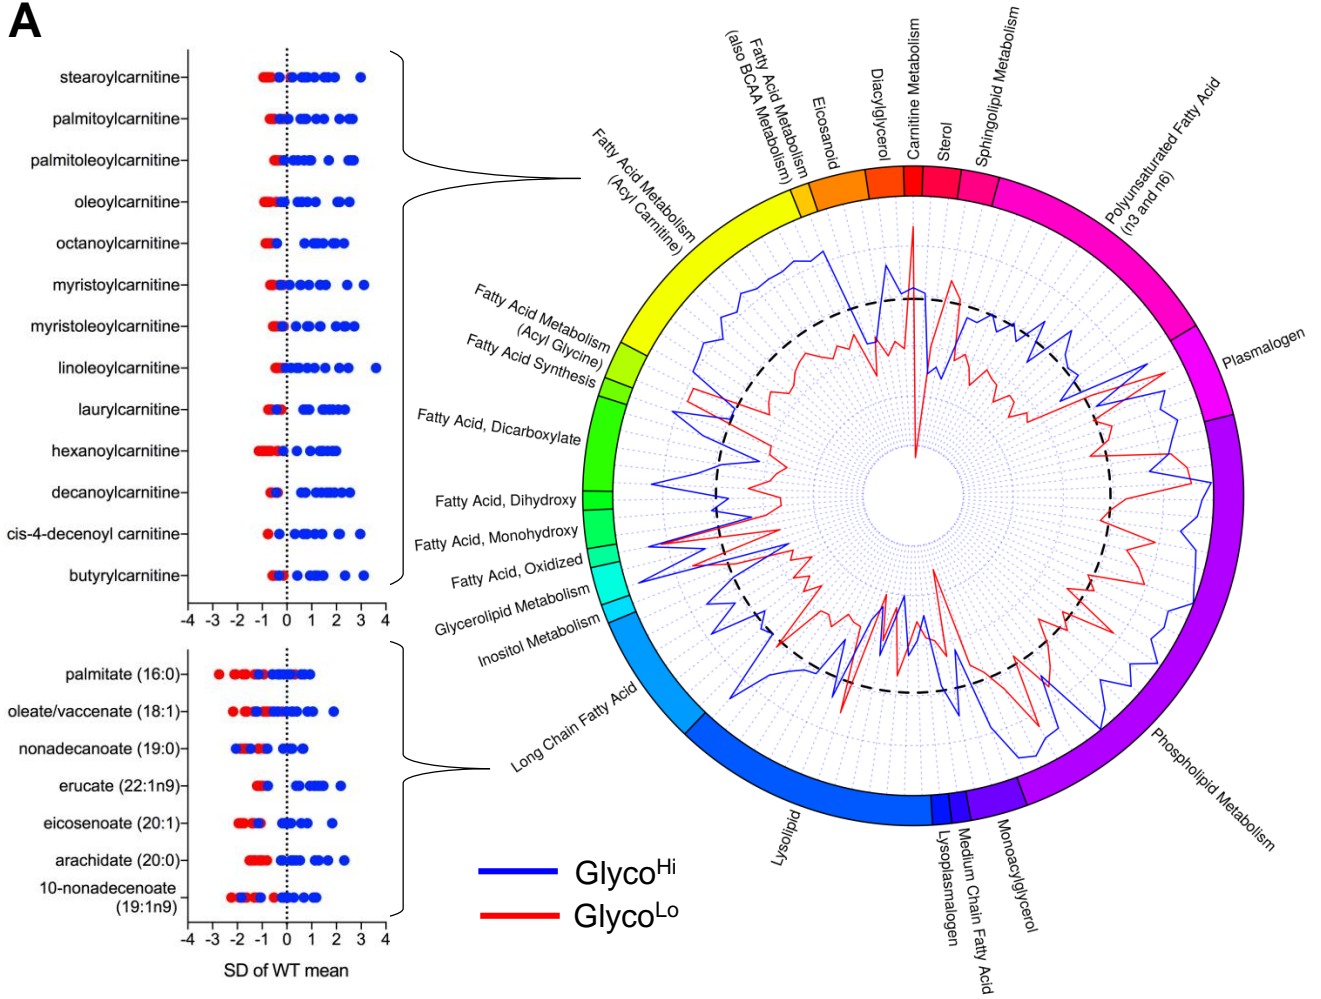 A
stearoylcarnitine
palmitoylcarnitine
palmitoleoylcarnitine
oleoylcarnitine
octanoylcarnitine
myristoylcarnitine
myristoleoylcarnitine
linoleoylcarnitine
laurylcarnitine
hexanoylcarnitine
decanoylcarnitine
cis-4-decenoyl carnitine
butyrylcarnitine
-4 -3 -2 -1 0 1 2 3 4
palmitate (16:0)
oleate/vaccenate (18:1)
nonadecanoate (19:0)
erucate (22:1n9)
eicosenoate (20:1)
arachidate (20:0)
10-nonadecenoate
(19:1n9)
-4 -3 -2 -1 0 1 2 3 4
SD of WT mean
Carnitine Metabolism
Sterol
Sphingolipid Metabolism
Polyunsaturated Fatty Acid
(n3 and n6)
Plasmalogen
Phospholipid Metabolism
Monoacylglycerol
Medium Chain Fatty Acid
Lysoplasmalogen
Lysolipid
Long Chain Fatty Acid
Inositol Metabolism
Glycerolipid Metabolism
Fatty Acid, Oxidized
Fatty Acid, Monohydroxy
Fatty Acid, Dihydroxy
Fatty Acid, Dicarboxylate
Fatty Acid Synthesis
Fatty Acid Metabolism
(Acyl Glycine)
Fatty Acid Metabolism
(Acyl Carnitine)
Fatty Acid Metabolism
(also BCAA Metabolism)
Eicosanoid
Diacylglycerol
GlycoHi
GlycoLo